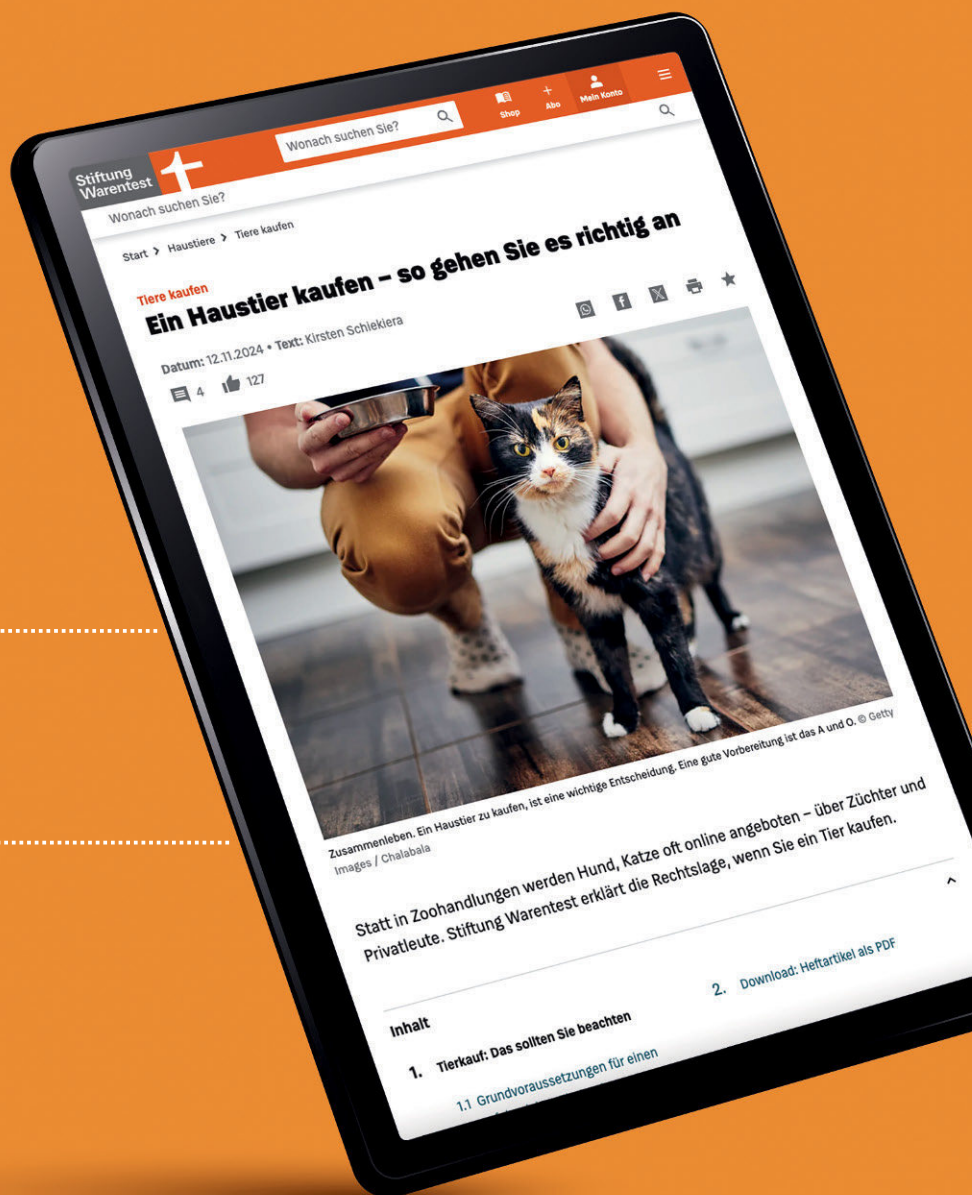 Stiftung
Warentest
Wonach suchen Sie?
Shop
Abo
Mein Konto
Wonach suchen Sie?
Start > Haustiere > Tiere kaufen
Tiere kaufen
Ein Haustier kaufen – so gehen Sie es richtig an
Datum: 12.11.2024 • Text: Kirsten Schiekiera
4 127
Zusammenleben. Ein Haustier zu kaufen, ist eine wichtige Entscheidung. Eine gute Vorbereitung ist das A und O. © Getty
Images / Chalabala
Statt in Zoohandlungen werden Hund, Katze oft online angeboten – über Züchter und
Privatleute. Stiftung Warentest erklärt die Rechtslage, wenn Sie ein Tier kaufen.
Inhalt
1. Tierkauf: Das sollten Sie beachten
1.1 Grundvoraussetzungen für einen
2. Download: Heftartikel als PDF